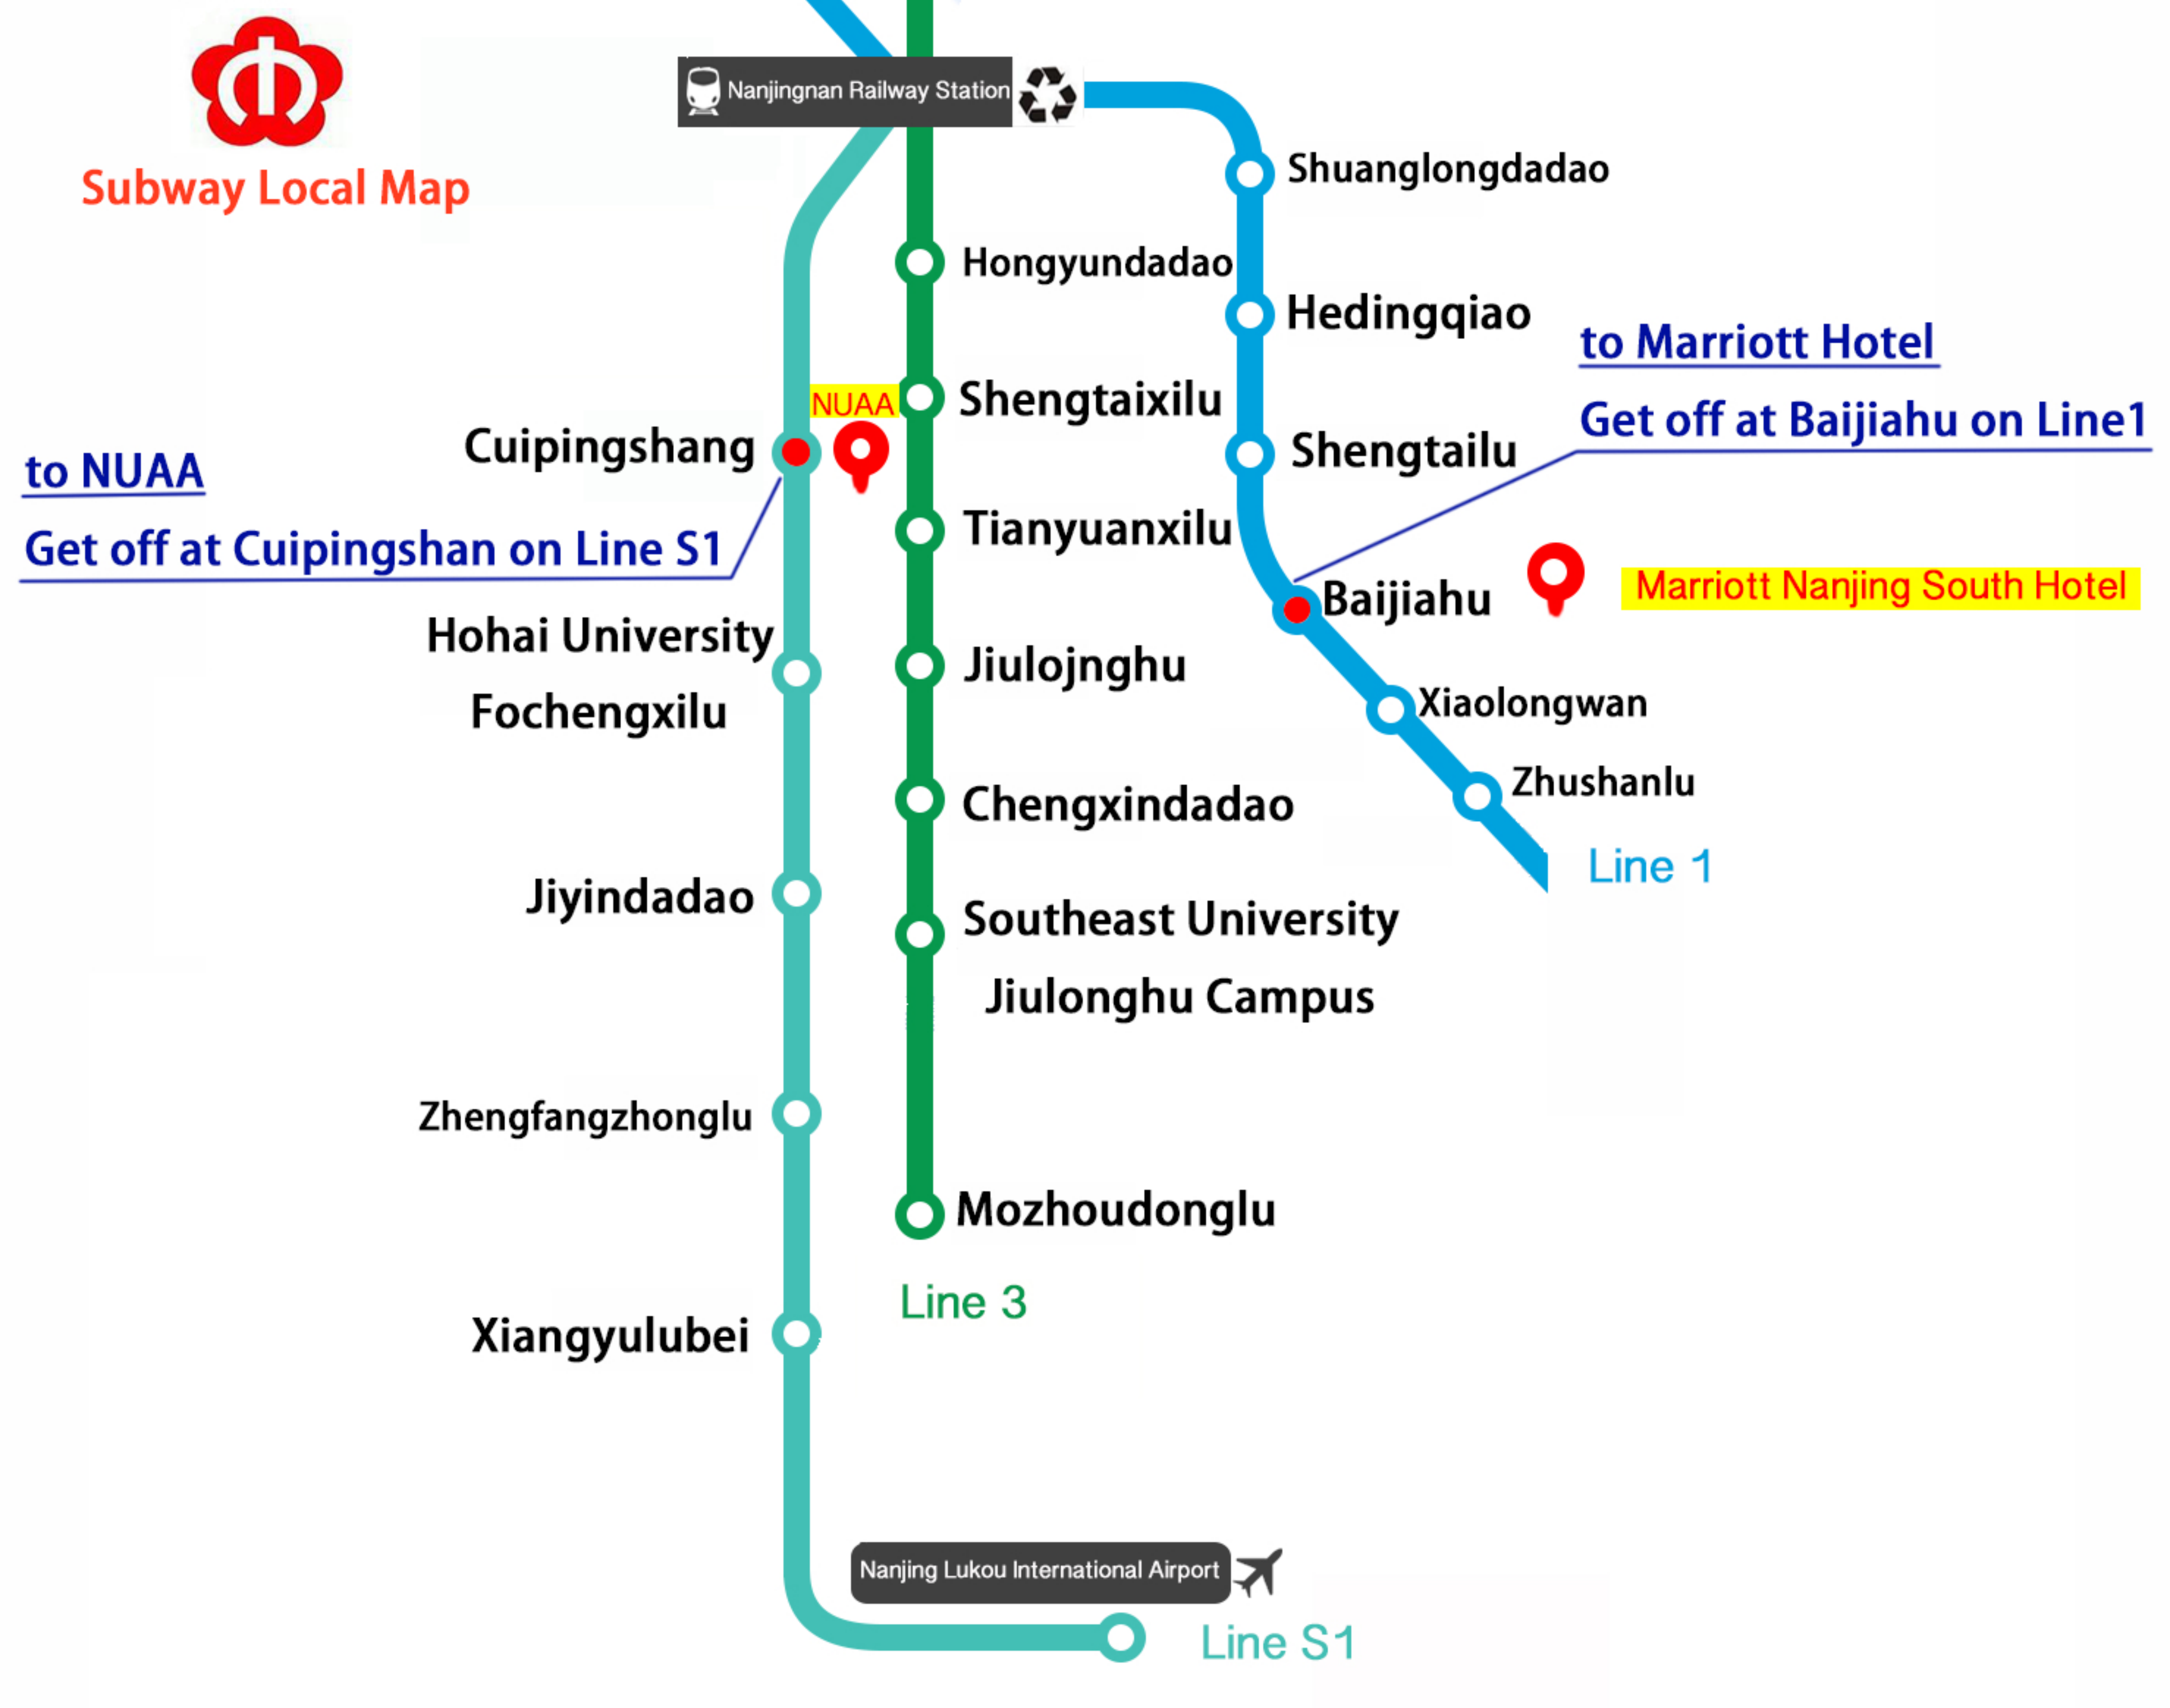 Nanjingnan Railway Station
Subway Local Map
Shuanglongdadao
Hongyundadao
Hedingqiao
to Marriott Hotel
NUAA
Shengtaixilu
Get off at Baijiahu on Line1
Cuipingshang
Shengtailu
to NUAA
Tianyuanxilu
Get off at Cuipingshan on Line S1
Baijiahu
Marriott Nanjing South Hotel
Hohai University
Fochengxilu
Jiulojnghu
Xiaolongwan
Zhushanlu
Chengxindadao
Line 1
Jiyindadao
Southeast University
Jiulonghu Campus
Zhengfangzhonglu
Mozhoudonglu
Line 3
Xiangyulubei
Nanjing Lukou International Airport
Line S1